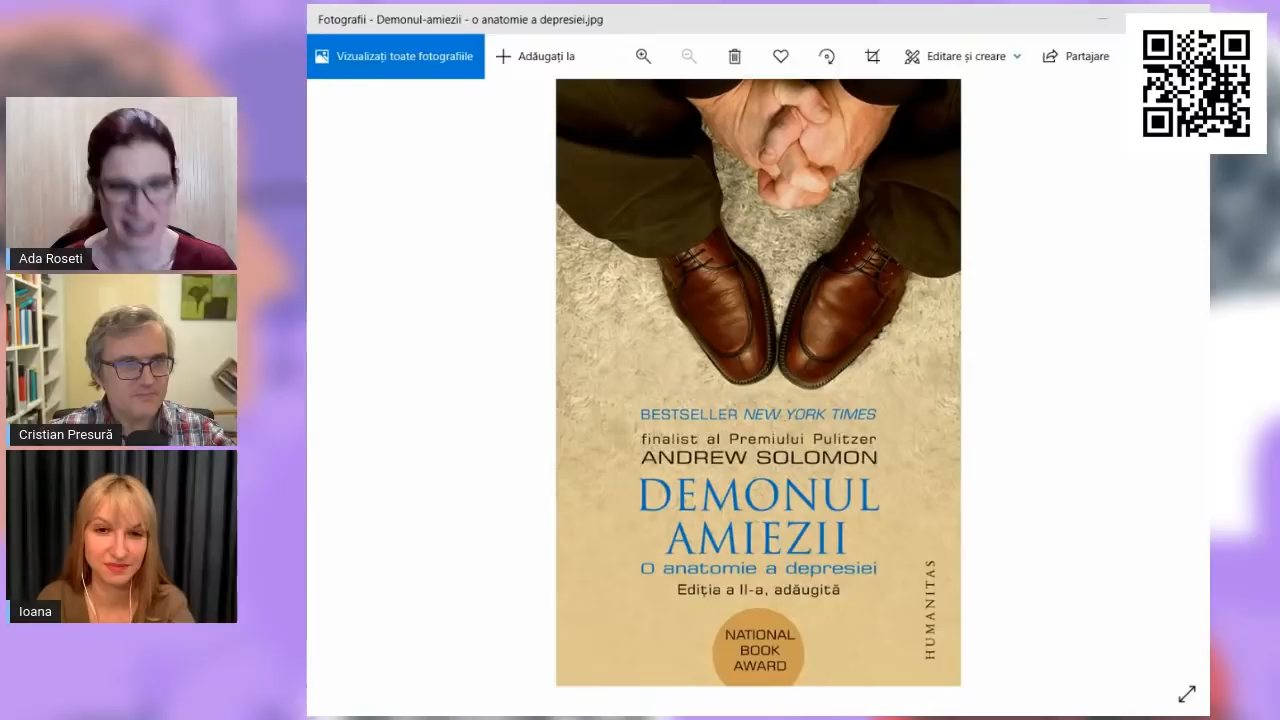 Fotografii - Demonul-amiezii - o anatomie a depresiei.jpg
Vizualizați toate fotografiile
Adăugați la
Editare și creare
Partajare
Ada Roseti
Cristian Presură
Ioana
BESTSELLER NEW YORK TIMES
finalist al Premiului Pulitzer
ANDREW SOLOMON
DEMONUL
AMIEZII
O anatomie a depresiei
Ediția a II-a, adăugită
HUMANITAS
NATIONAL
BOOK
AWARD